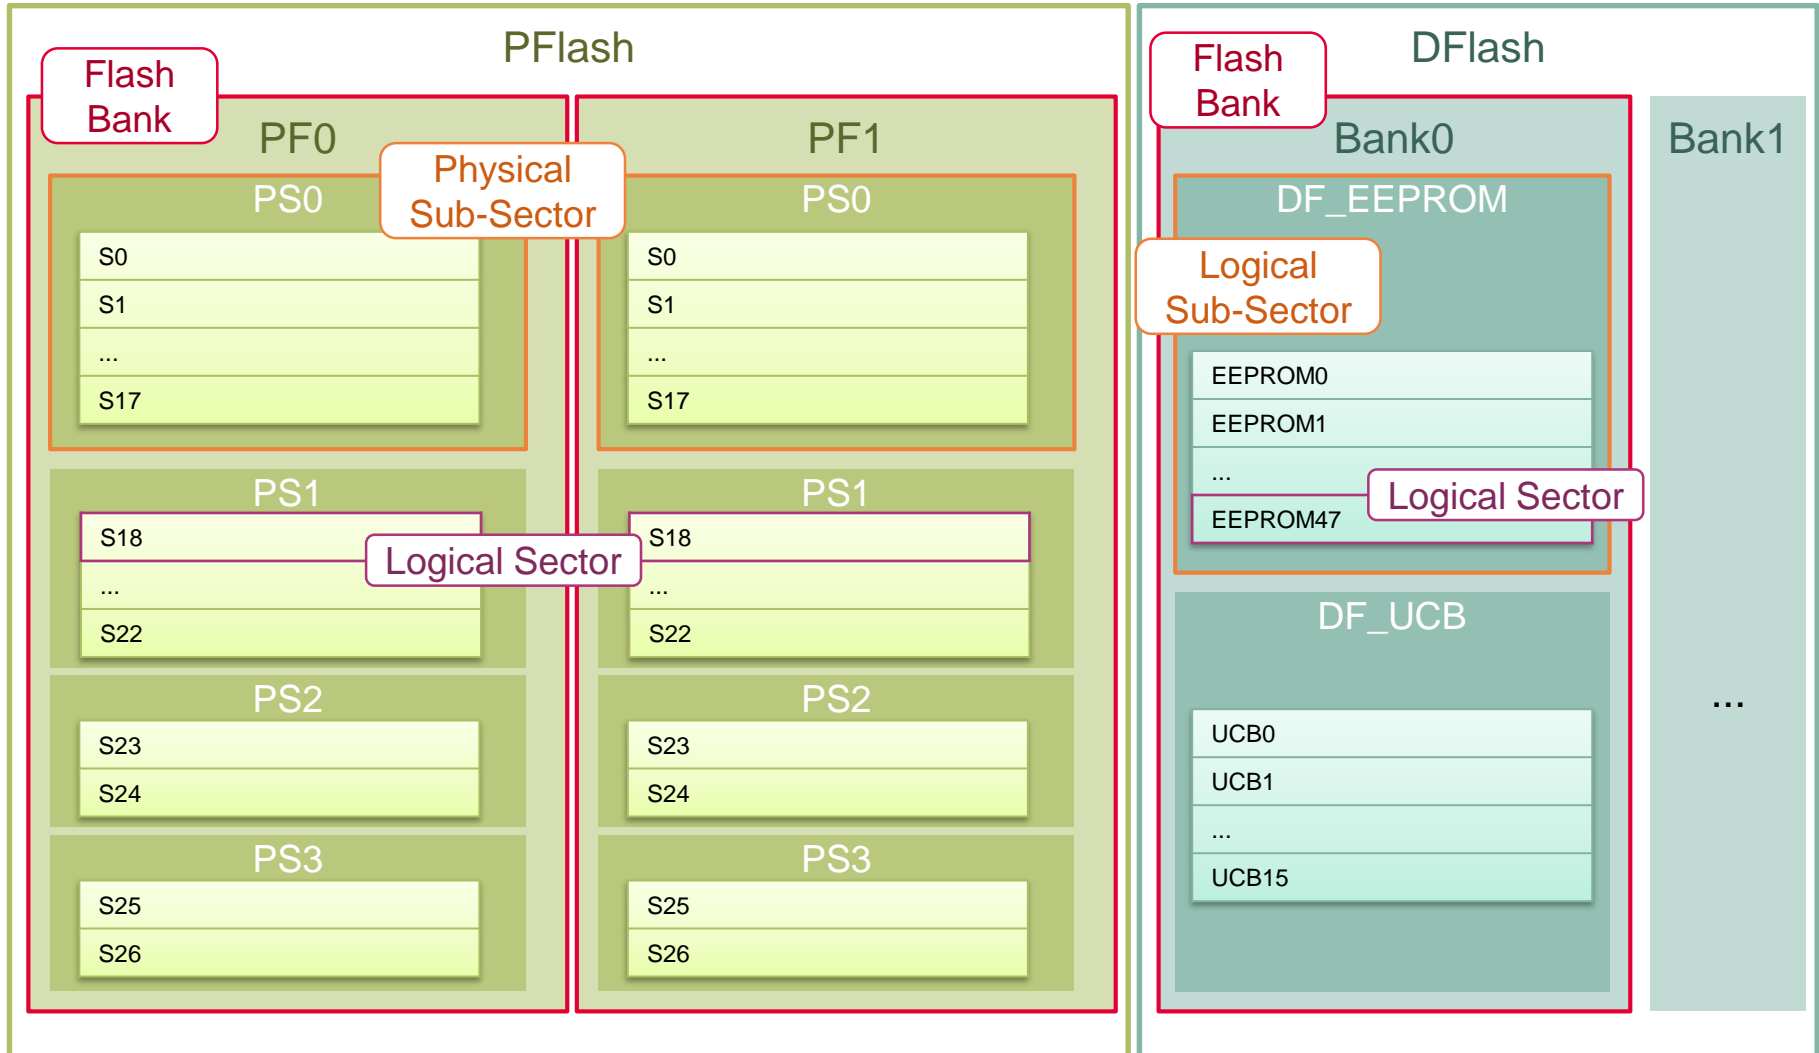 PFlash
Flash
Bank
PF0
Physical
Sub-Sector
PS0
S0
S1
...
S17
PS1
S18
Logical Sector
...
S22
PS2
S23
S24
PS3
S25
S26
PF1
PS0
S0
S1
...
S17
PS1
S18
...
S22
PS2
S23
S24
PS3
S25
S26
DFlash
Flash
Bank
Bank0
DF_EEPROM
Logical
Sub-Sector
EEPROM0
EEPROM1
...
Logical Sector
EEPROM47
DF_UCB
UCB0
UCB1
...
UCB15
Bank1
...